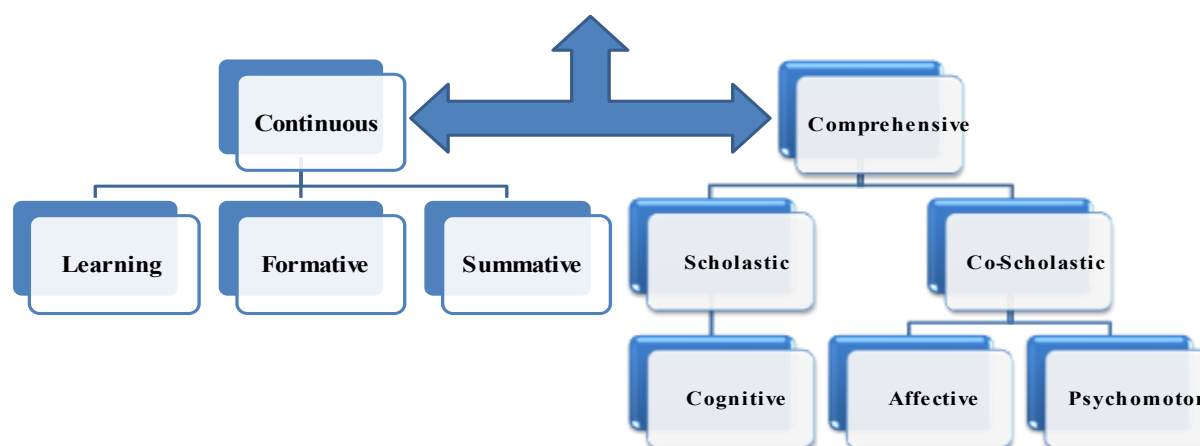 Continuous
Comprehensive
Learning
Formative
Summative
Scholastic
Co-Scholastic
Cognitive
Affective
Psychomotor